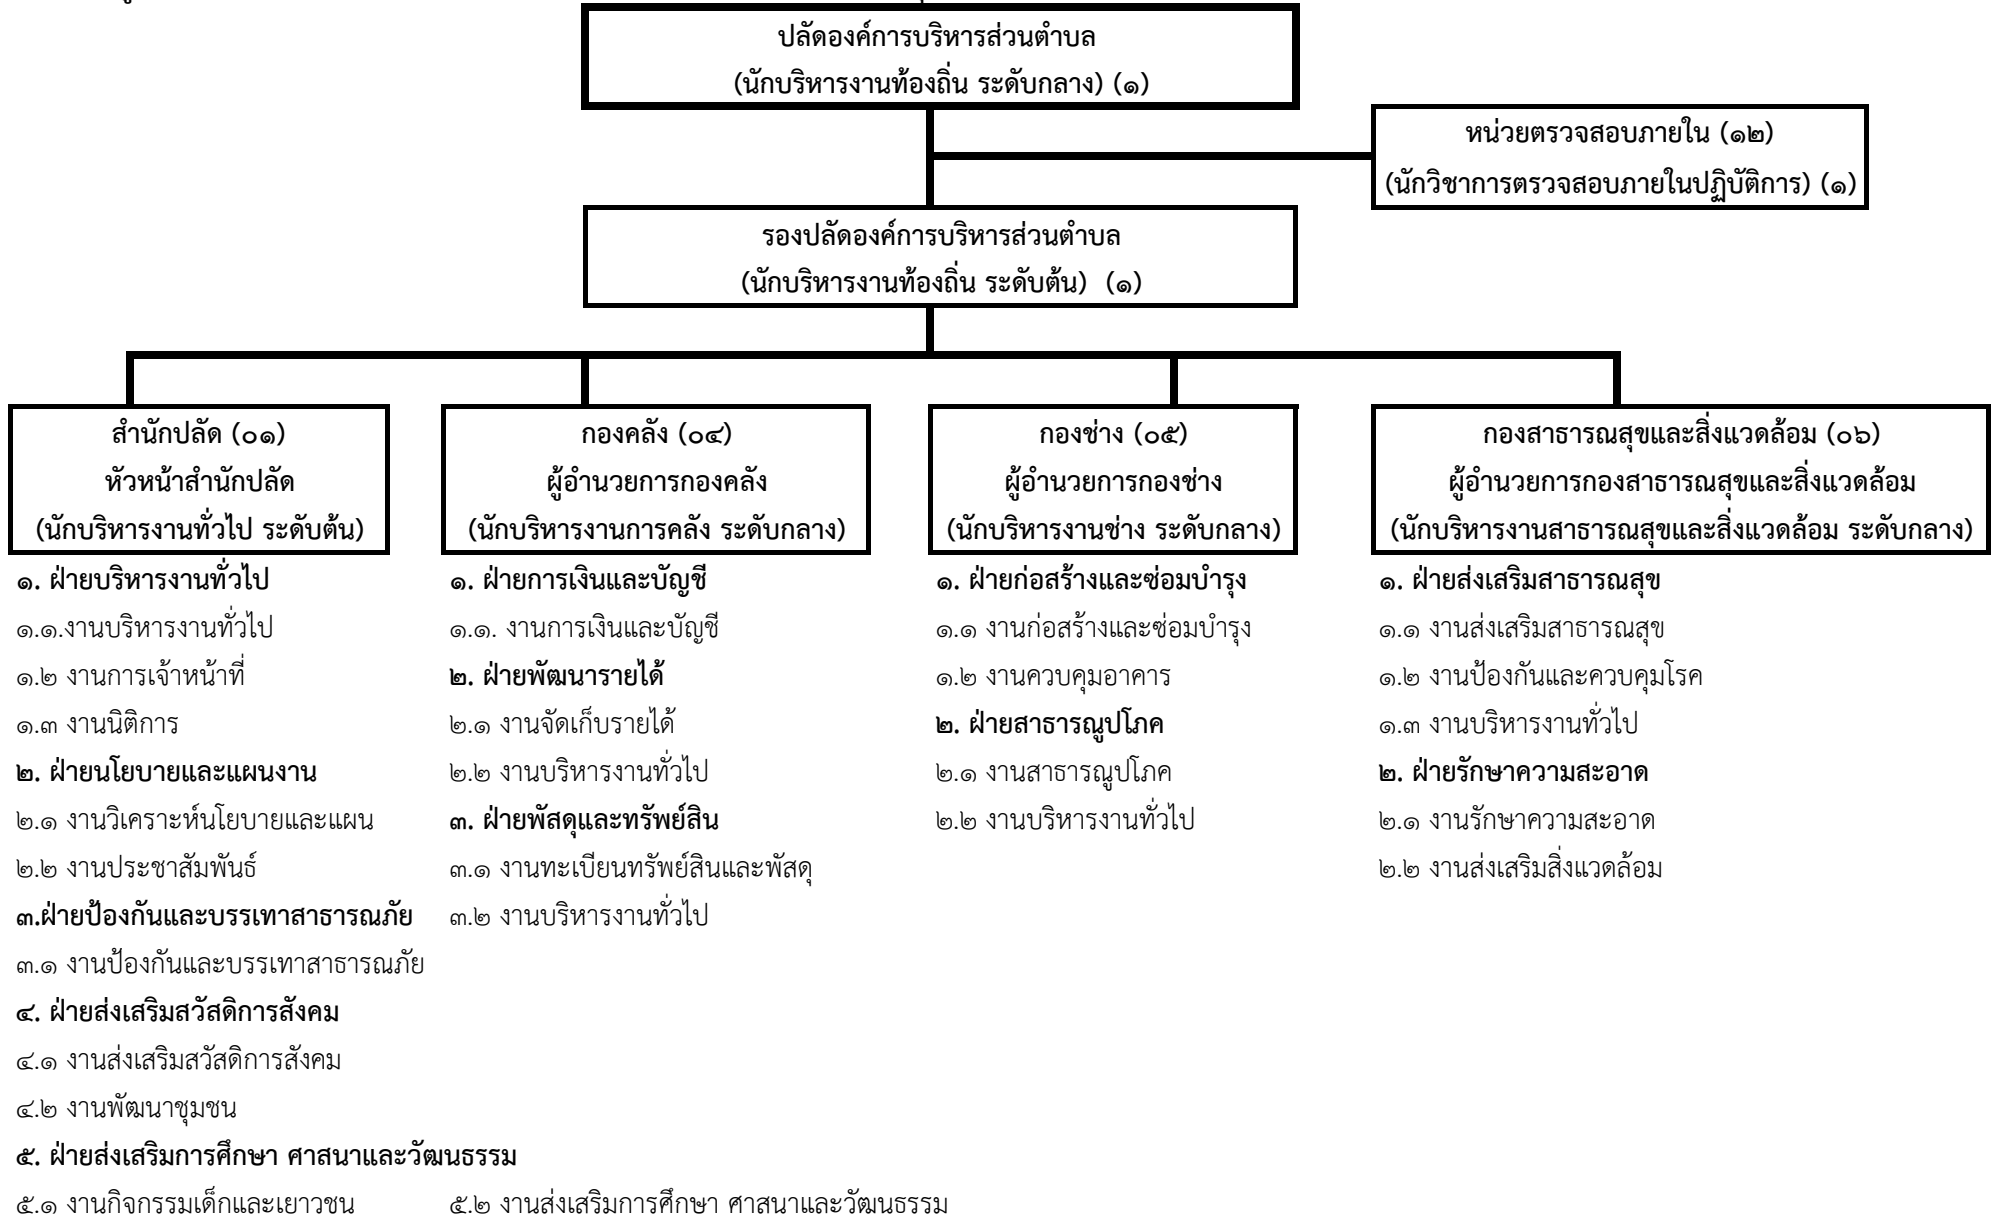 ปลัดองค์การบริหารส่วนตำบล
(นักบริหารงานท้องถิ่น ระดับกลาง) (๑)
หน่วยตรวจสอบภายใน (๑๒)
(นักวิชาการตรวจสอบภายในปฏิบัติการ) (๑)
รองปลัดองค์การบริหารส่วนตำบล
(นักบริหารงานท้องถิ่น ระดับต้น) (๑)
สำนักปลัด (๐๑)
หัวหน้าสำนักปลัด
(นักบริหารงานทั่วไป ระดับต้น)
๑. ฝ่ายบริหารงานทั่วไป
๑.๑.งานบริหารงานทั่วไป
๑.๒ งานการเจ้าหน้าที่
๑.๓ งานนิติการ
๒. ฝ่ายนโยบายและแผนงาน
๒.๑ งานวิเคราะห์นโยบายและแผน
๒.๒ งานประชาสัมพันธ์
๓.ฝ่ายป้องกันและบรรเทาสาธารณภัย
๓.๑ งานป้องกันและบรรเทาสาธารณภัย
๔. ฝ่ายส่งเสริมสวัสดิการสังคม
๔.๑ งานส่งเสริมสวัสดิการสังคม
๔.๒ งานพัฒนาชุมชน
๕. ฝ่ายส่งเสริมการศึกษา ศาสนาและวัฒนธรรม
๕.๑ งานกิจกรรมเด็กและเยาวชน
๕.๒ งานส่งเสริมการศึกษา ศาสนาและวัฒนธรรม
กองคลัง (๐๔)
ผู้อำนวยการกองคลัง
(นักบริหารงานการคลัง ระดับกลาง)
๑. ฝ่ายการเงินและบัญชี
๑.๑. งานการเงินและบัญชี
๒. ฝ่ายพัฒนารายได้
๒.๑ งานจัดเก็บรายได้
๒.๒ งานบริหารงานทั่วไป
๓. ฝ่ายพัสดุและทรัพย์สิน
๓.๑ งานทะเบียนทรัพย์สินและพัสดุ
๓.๒ งานบริหารงานทั่วไป
กองช่าง (๐๕)
ผู้อำนวยการกองช่าง
(นักบริหารงานช่าง ระดับกลาง)
๑. ฝ่ายก่อสร้างและซ่อมบำรุง
๑.๑ งานก่อสร้างและซ่อมบำรุง
๑.๒ งานควบคุมอาคาร
๒. ฝ่ายสาธารณูปโภค
๒.๑ งานสาธารณูปโภค
๒.๒ งานบริหารงานทั่วไป
กองสาธารณสุขและสิ่งแวดล้อม (๐๖)
ผู้อำนวยการกองสาธารณสุขและสิ่งแวดล้อม
(นักบริหารงานสาธารณสุขและสิ่งแวดล้อม ระดับกลาง)
๑. ฝ่ายส่งเสริมสาธารณสุข
๑.๑ งานส่งเสริมสาธารณสุข
๑.๒ งานป้องกันและควบคุมโรค
๑.๓ งานบริหารงานทั่วไป
๒. ฝ่ายรักษาความสะอาด
๒.๑ งานรักษาความสะอาด
๒.๒ งานส่งเสริมสิ่งแวดล้อม